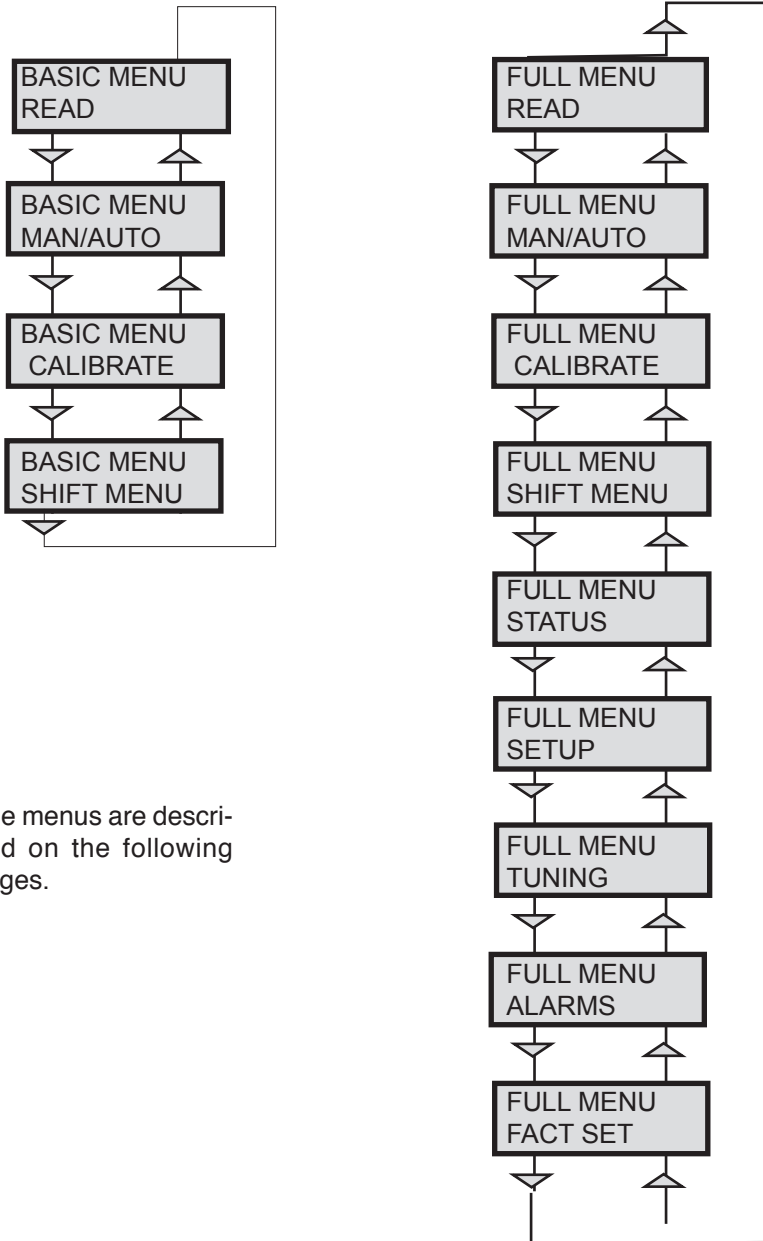 BASIC MENU
READ
BASIC MENU
MAN/AUTO
BASIC MENU
CALIBRATE
BASIC MENU
SHIFT MENU
e menus are descri-
d on the following
ges.
FULL MENU
READ
FULL MENU
MAN/AUTO
FULL MENU
CALIBRATE
FULL MENU
SHIFT MENU
FULL MENU
STATUS
FULL MENU
SETUP
FULL MENU
TUNING
FULL MENU
ALARMS
FULL MENU
FACT SET